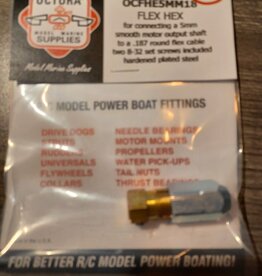 OCTURA
MODEL MARINE
SUPPLIES
Model Marine Supplies
OCFHE5MM18
FLEX HEX
for connecting a 5mm
smooth motor output shaft
to a .187 round flex cable
two 8-32 set screws included
hardened plated steel
/C MODEL POWER BOAT FITTINGS
DRIVE DOGS
STRUTS
RUDDERS
UNIVERSALS
FLYWHEELS
COLLARS
NEEDLE BEARINGS
MOTOR MOUNTS
PROPELLERS
WATER PICK-UPS
TAIL NUTS
THRUST BEARINGS
FOR BETTER R/C MODEL POWER BOATING!